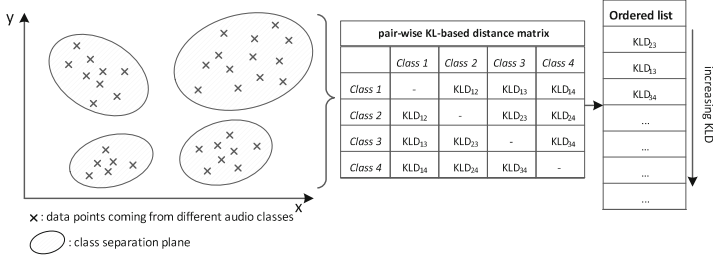 y
x
× : data points coming from different audio classes
: class separation plane
pair-wise KL-based distance matrix
Class 1 Class 2 Class 3 Class 4
Class 1 - KLD12 KLD13 KLD14
Class 2 KLD12 - KLD23 KLD24
Class 3 KLD13 KLD23 - KLD34
Class 4 KLD14 KLD24 KLD34 -
Ordered list
KLD23
KLD13
KLD34
...
...
...
...
increasing KLD